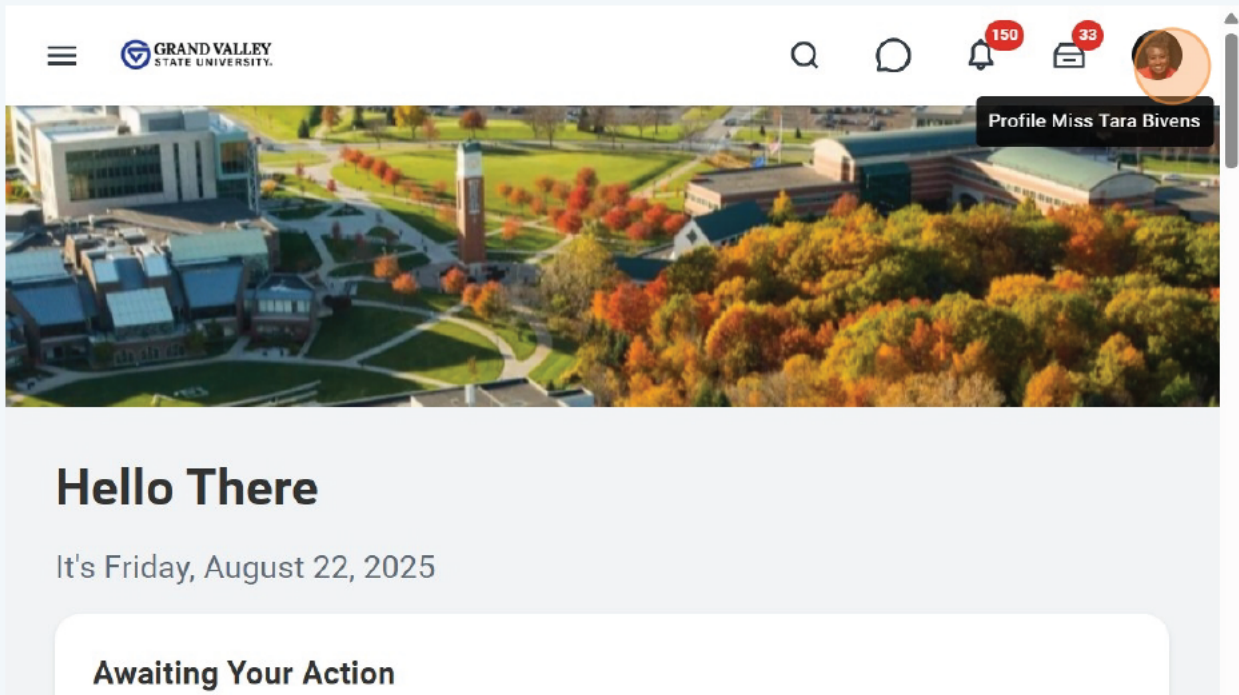 GRAND VALLEY
STATE UNIVERSITY.
150
33
Profile Miss Tara Bivens
Hello There
It's Friday, August 22, 2025
Awaiting Your Action